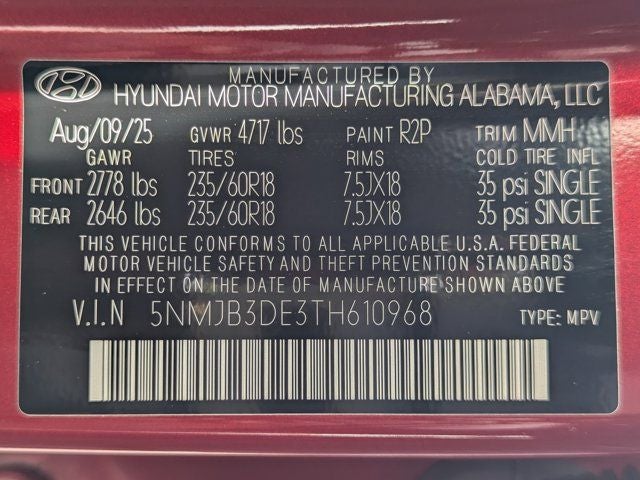 MANUFACTURED BY
HYUNDAI MOTOR MANUFACTURING ALABAMA, LLC
Aug/09/25 GVWR 4717 lbs PAINT R2P TRIM MMH
GAWR TIRES RIMS COLD TIRE INFL
FRONT 2778 lbs 235/60R18 7.5JX18 35 psi SINGLE
REAR 2646 lbs 235/60R18 7.5JX18 35 psi SINGLE
THIS VEHICLE CONFORMS TO ALL APPLICABLE U.S.A. FEDERAL
MOTOR VEHICLE SAFETY AND THEFT PREVENTION STANDARDS
IN EFFECT ON THE DATE OF MANUFACTURE SHOWN ABOVE
V.I.N 5NMJB3DE3TH610968 TYPE: MPV